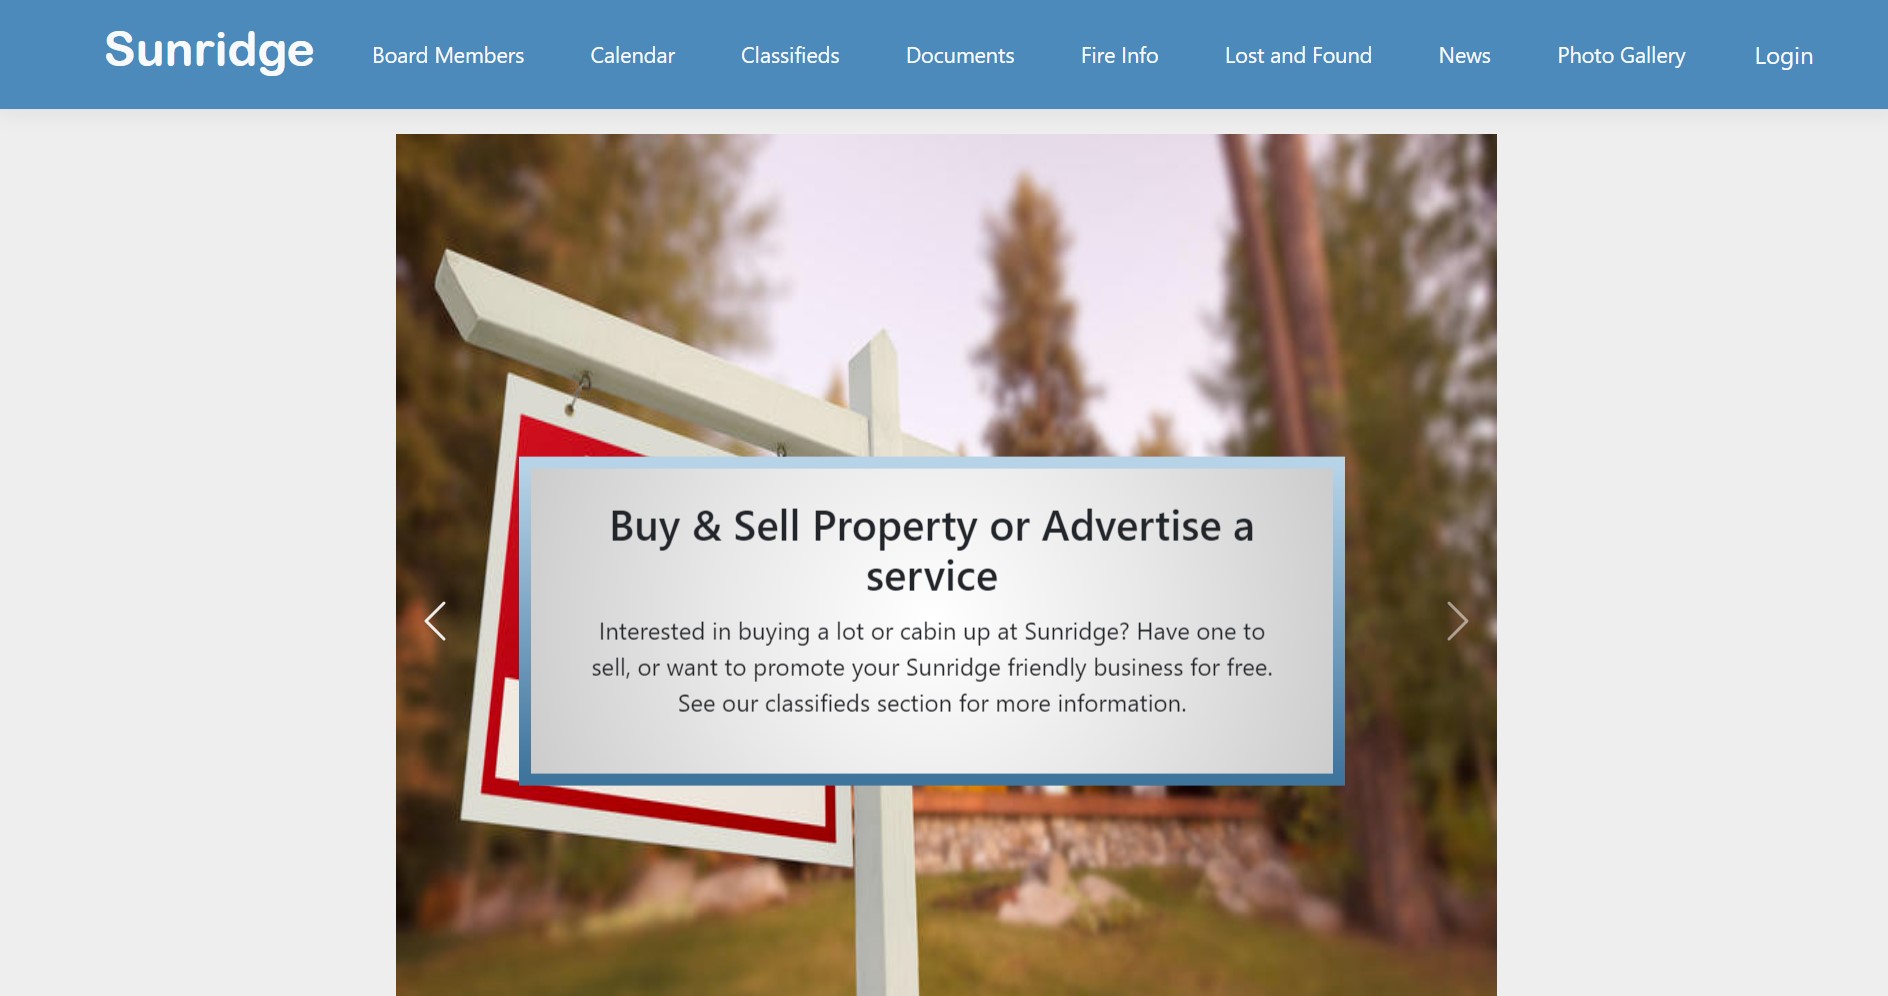 Sunridge
Board Members
Calendar
Classifieds
Documents
Fire Info
Lost and Found
News
Photo Gallery
Login
Buy & Sell Property or Advertise a
service
Interested in buying a lot or cabin up at Sunridge? Have one to
sell, or want to promote your Sunridge friendly business for free.
See our classifieds section for more information.